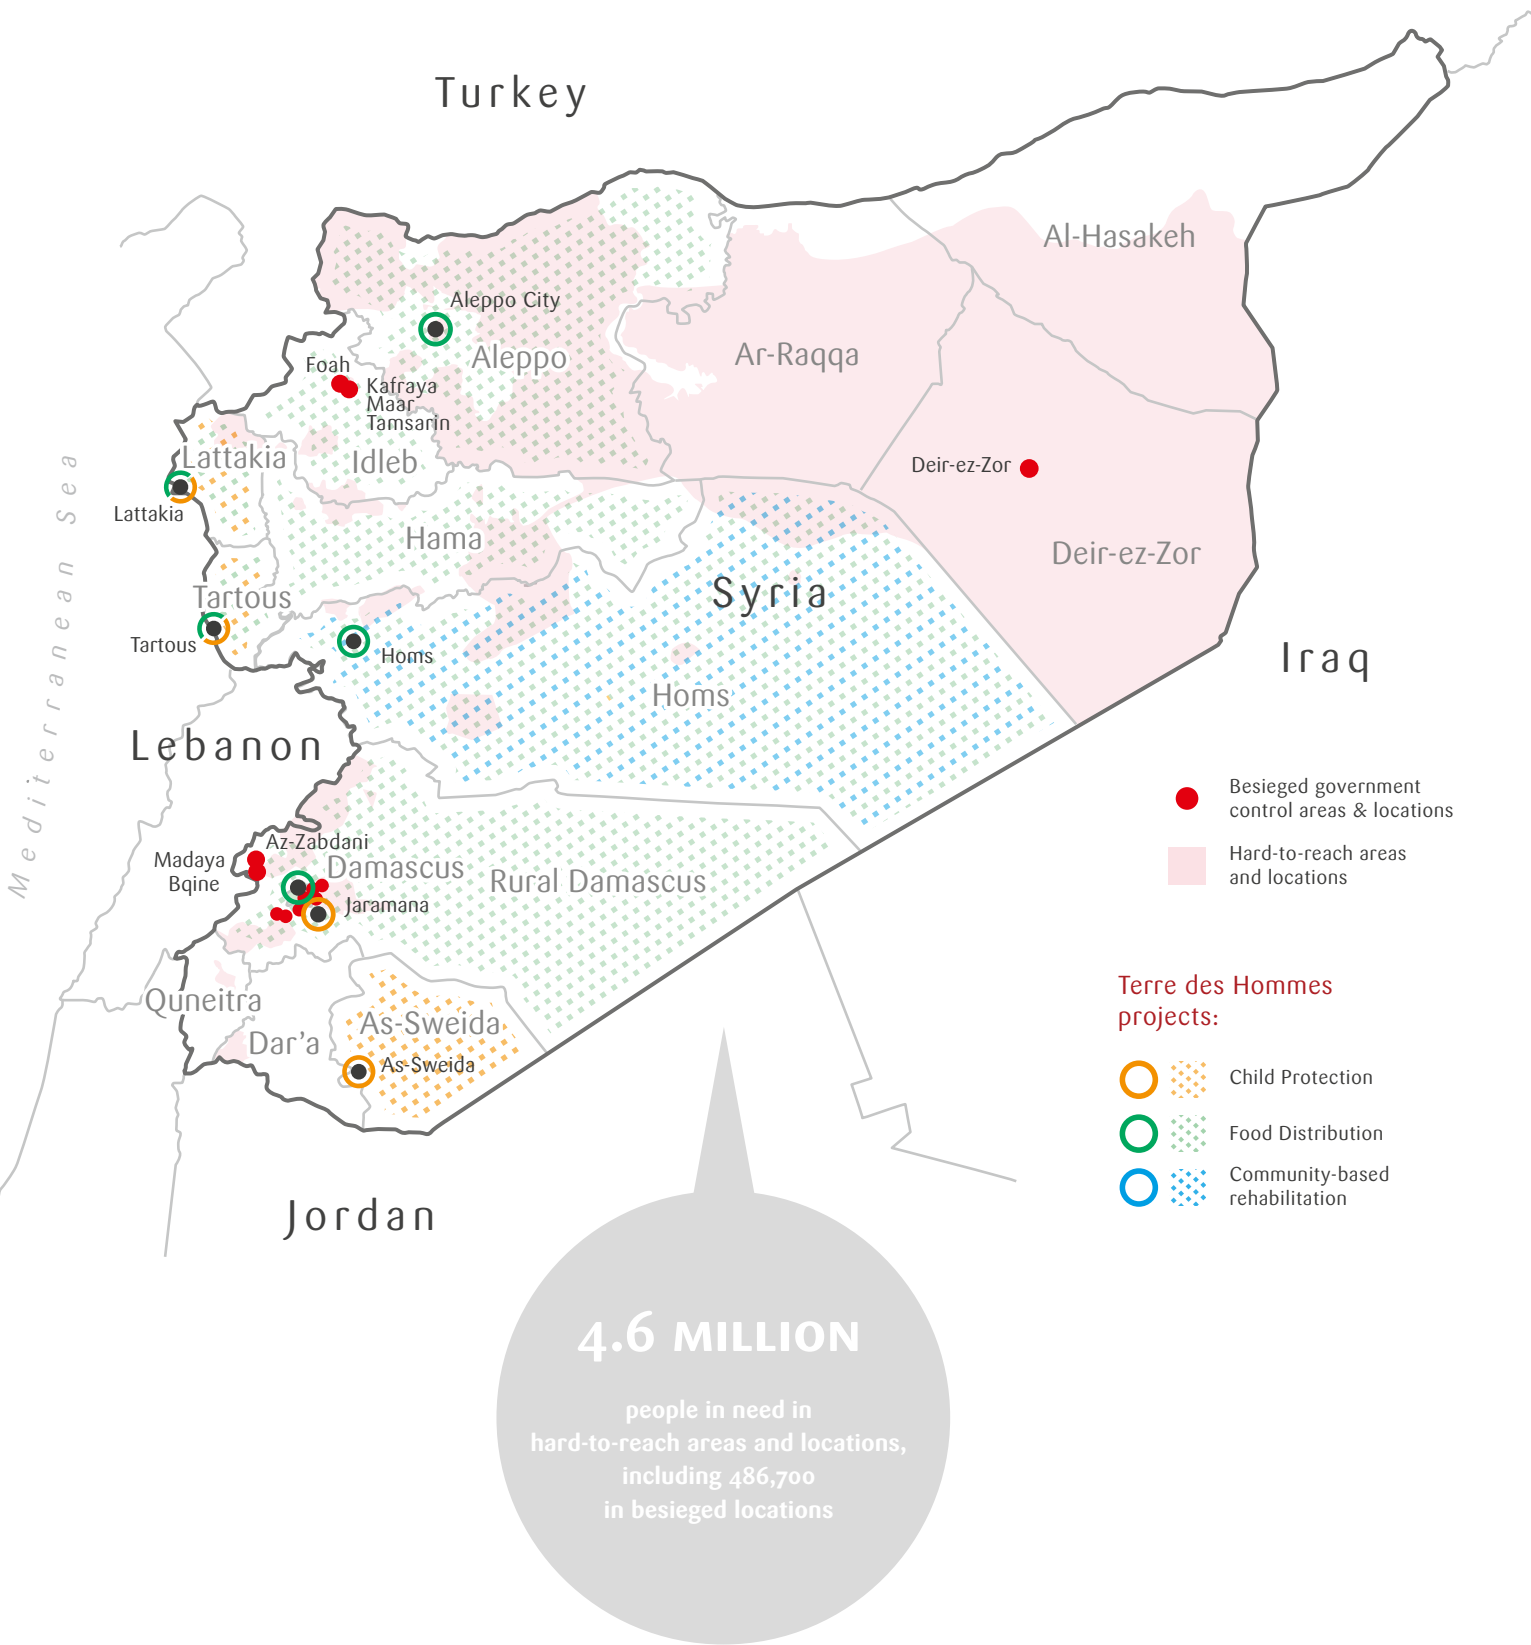 Turkey
Al-Hasakeh
Aleppo City
Aleppo
Ar-Raqqa
Foah
Kafraya
Maar
Tamsarin
Idleb
Lattakia
Lattakia
Deir-ez-Zor
Deir-ez-Zor
Mediterranean Sea
Hama
Syria
Tartous
Tartous
Homs
Homs
Iraq
Lebanon
Az-Zabdani
Madaya
Bqine
Damascus
Rural Damascus
Jaramana
Quneitra
Dar'a
As-Sweida
As-Sweida
Jordan
Besieged government
control areas & locations
Hard-to-reach areas
and locations
Terre des Hommes
projects:
Child Protection
Food Distribution
Community-based
rehabilitation
4.6 MILLION
people in need in
hard-to-reach areas and locations,
including 486,700
in besieged locations